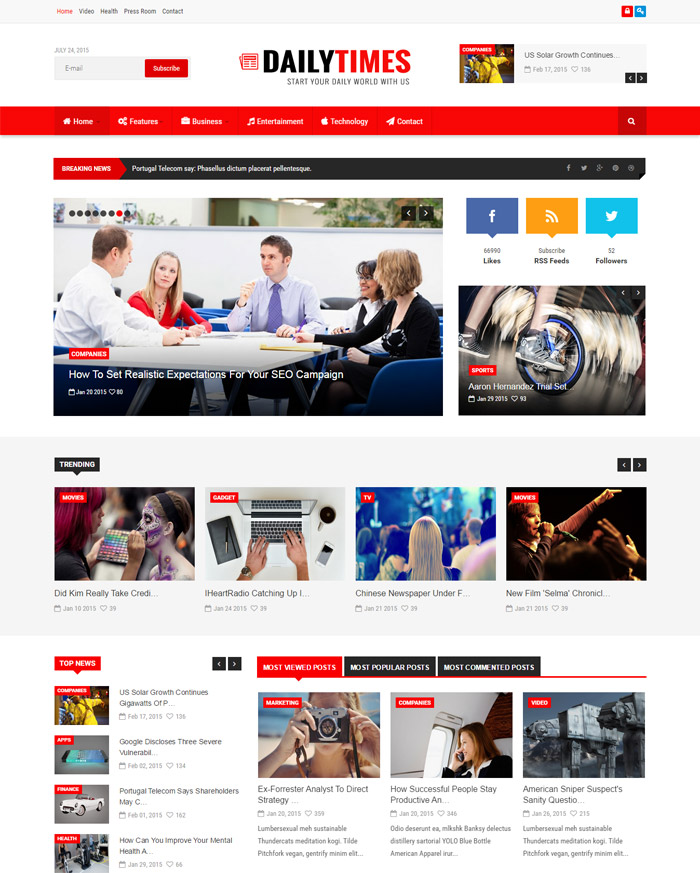 Home Video Health Press Room Contact
JULY 24, 2015
E-mail
Subscribe
DAILYTIMES
START YOUR DAILY WORLD WITH US
COMPANIES
US Solar Growth Continues...
Feb 17, 2015 136
Home Features Business Entertainment Technology Contact
BREAKING NEWS
Portugal Telecom say: Phasellus dictum placerat pellentesque.
COMPANIES
How To Set Realistic Expectations For Your SEO Campaign
Jan 20 2015 80
66990
Likes
Subscribe
RSS Feeds
52
Followers
SPORTS
Aaron Hernandez Trial Set...
Jan 29 2015 93
TRENDING
MOVIES
Did Kim Really Take Credi...
Jan 10 2015 39
GADGET
IHeartRadio Catching Up I...
Jan 24 2015 39
TV
Chinese Newspaper Under F...
Jan 21 2015 39
MOVIES
New Film 'Selma' Chronicl...
Jan 21 2015 39
TOP NEWS
COMPANIES
US Solar Growth Continues
Gigawatts Of P...
Feb 17, 2015 136
APPS
Google Discloses Three Severe
Vulnerabil...
Feb 02, 2015 134
FINANCE
Portugal Telecom Says Shareholders
May C...
Feb 01, 2015 162
HEALTH
How Can You Improve Your Mental
Health A...
Jan 29, 2015 66
MOST VIEWED POSTS
MOST POPULAR POSTS
MOST COMMENTED POSTS
MARKETING
Ex-Forrester Analyst To Direct
Strategy ...
Jan 20, 2015 359
Lumbersexual meh sustainable
Thundercats meditation kogi. Tilde
Pitchfork vegan, gentrify minim elit...
COMPANIES
How Successful People Stay
Productive An...
Jan 20, 2015 346
Odio deserunt ea, mlkshk Banksy delectus
distillery sartorial YOLO Blue Bottle
American Apparel irur...
VIDEO
American Sniper Suspect's
Sanity Questio...
Jan 26, 2015 215
Lumbersexual meh sustainable
Thundercats meditation kogi. Tilde
Pitchfork vegan, gentrify minim elit...